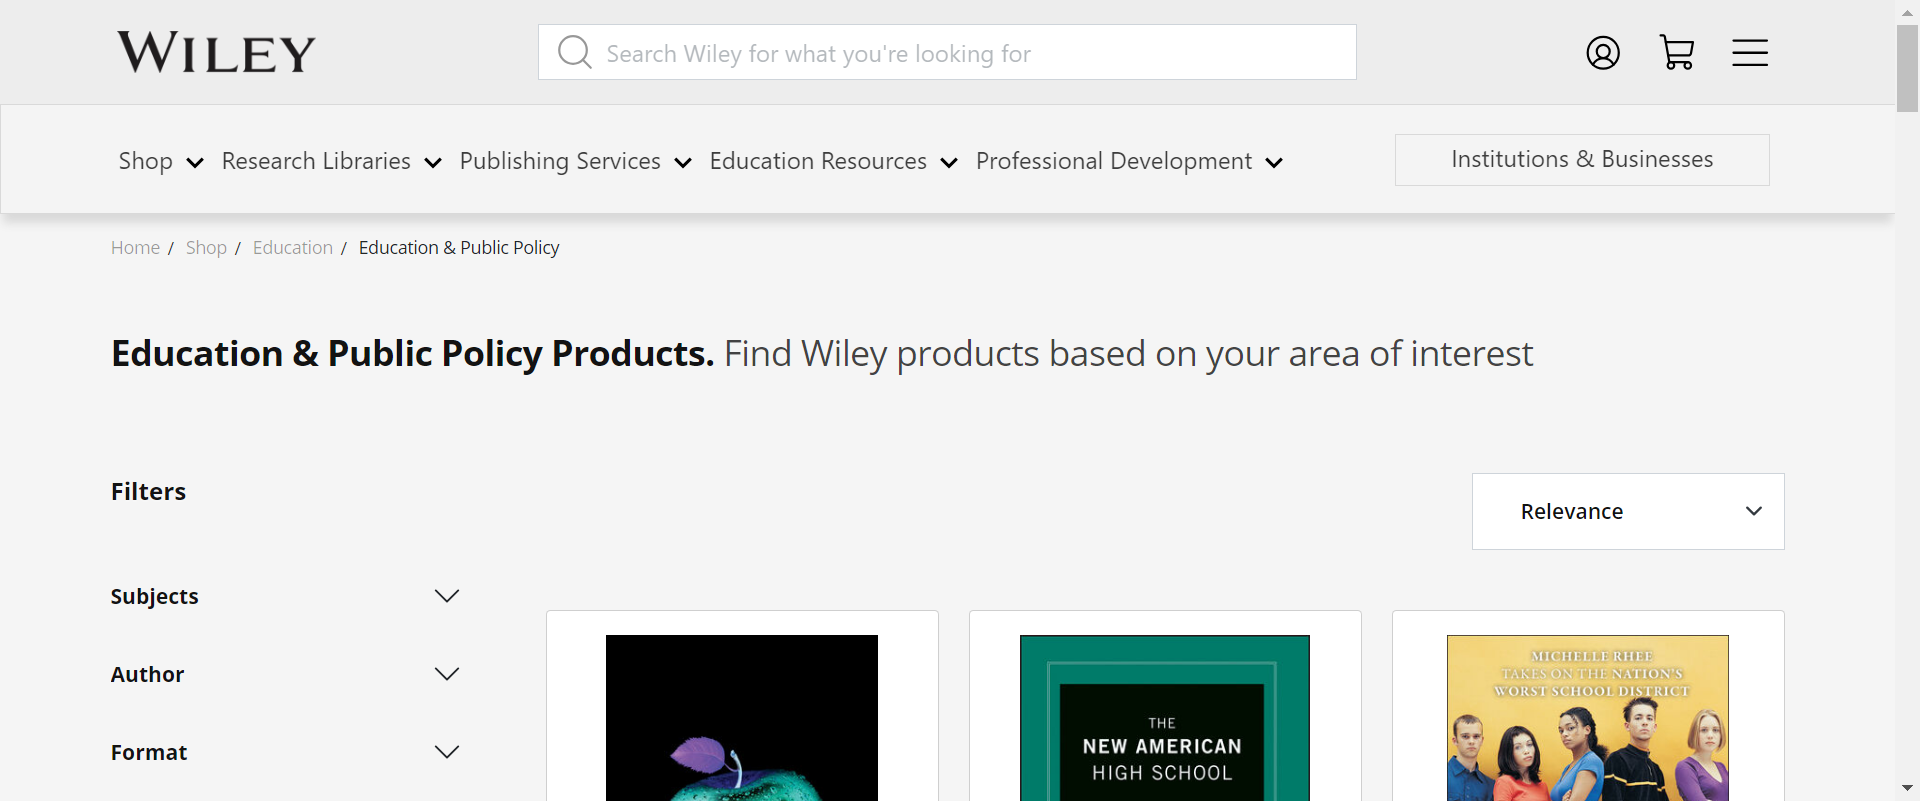 WILEY
Search Wiley for what you're looking for
Shop Research Libraries Publishing Services Education Resources Professional Development Institutions & Businesses
Home / Shop / Education / Education & Public Policy
Education & Public Policy Products. Find Wiley products based on your area of interest
Filters
Relevance
Subjects
Author
Format
THE
NEW AMERICAN
HIGH SCHOOL
MICHELLE RHEE
TAKES ON THE NATION'S
WORST SCHOOL DISTRICT